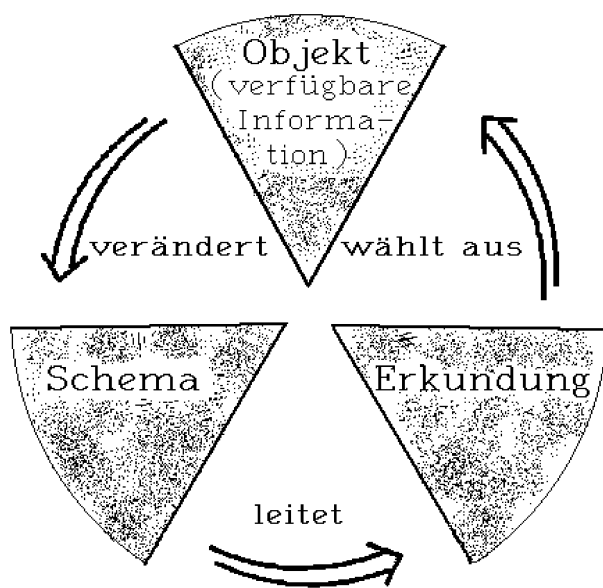 Objekt
(verfügbare
Informa-
tion)
verändert
wählt aus
Schema
Erkundung
leitet